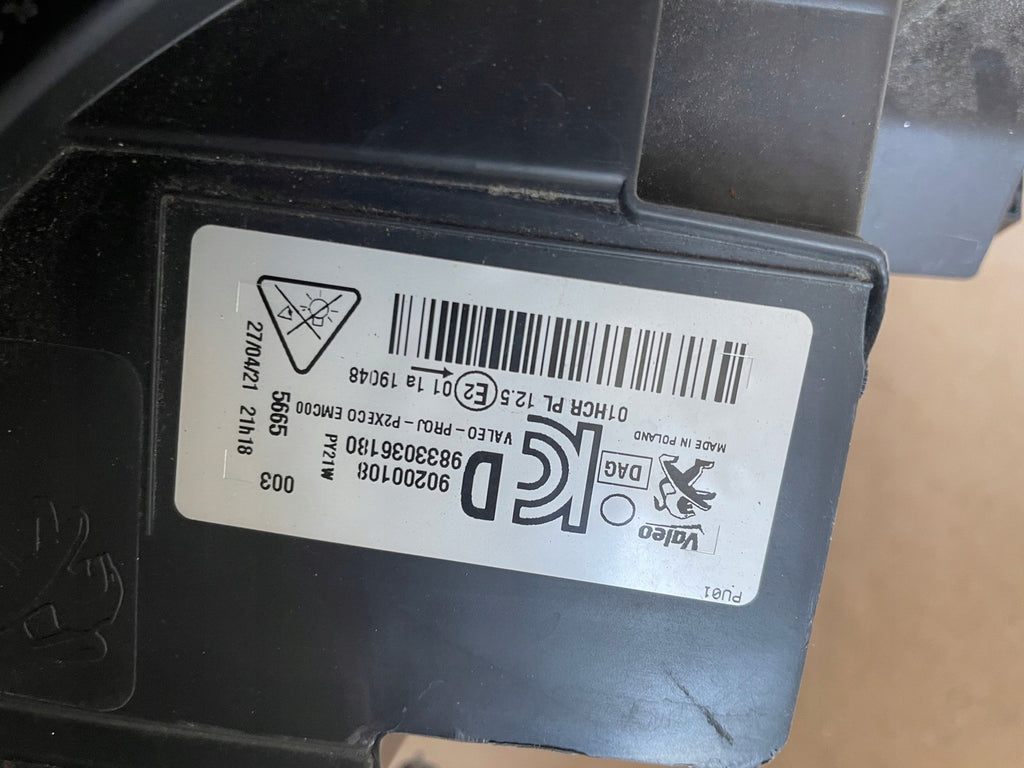 PU01
Valeo
DAG
MADE IN POLAND
KC
D
90200108
9833036180
PY21W
VALEO - PROJ - P2XECO EMC00
01HCR PL 12.5 E2 01 1a 19048
5665
003
27/04/21 21h18